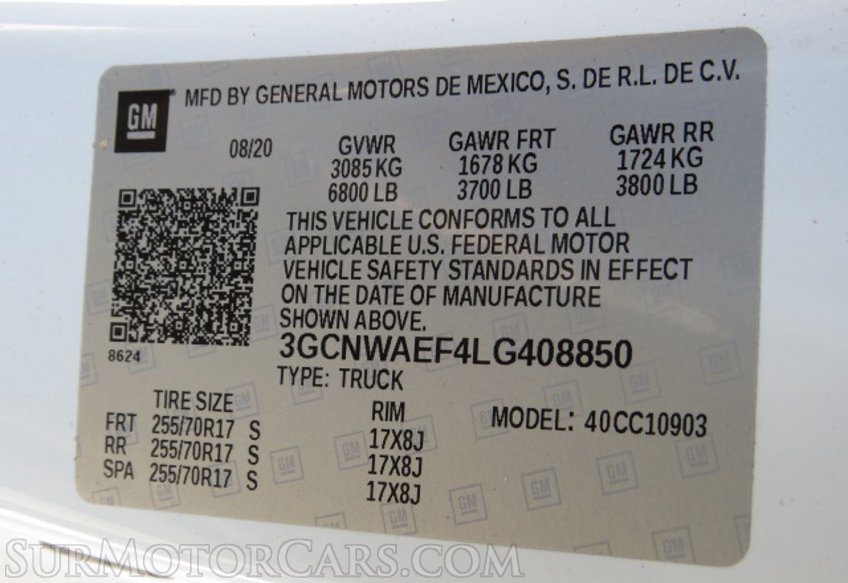 GM MFD BY GENERAL MOTORS DE MEXICO, S. DE R.L. DE C.V.
08/20 GVWR GAWR FRT GAWR RR
3085 KG 1678 KG 1724 KG
6800 LB 3700 LB 3800 LB
THIS VEHICLE CONFORMS TO ALL
APPLICABLE U.S. FEDERAL MOTOR
VEHICLE SAFETY STANDARDS IN EFFECT
ON THE DATE OF MANUFACTURE
SHOWN ABOVE.
8624
3GCNWAEF4LG408850
TYPE: TRUCK
TIRE SIZE RIM MODEL: 40CC10903
FRT 255/70R17 S 17X8J
RR 255/70R17 S 17X8J
SPA 255/70R17 S 17X8J
SURMOTORCARS.COM